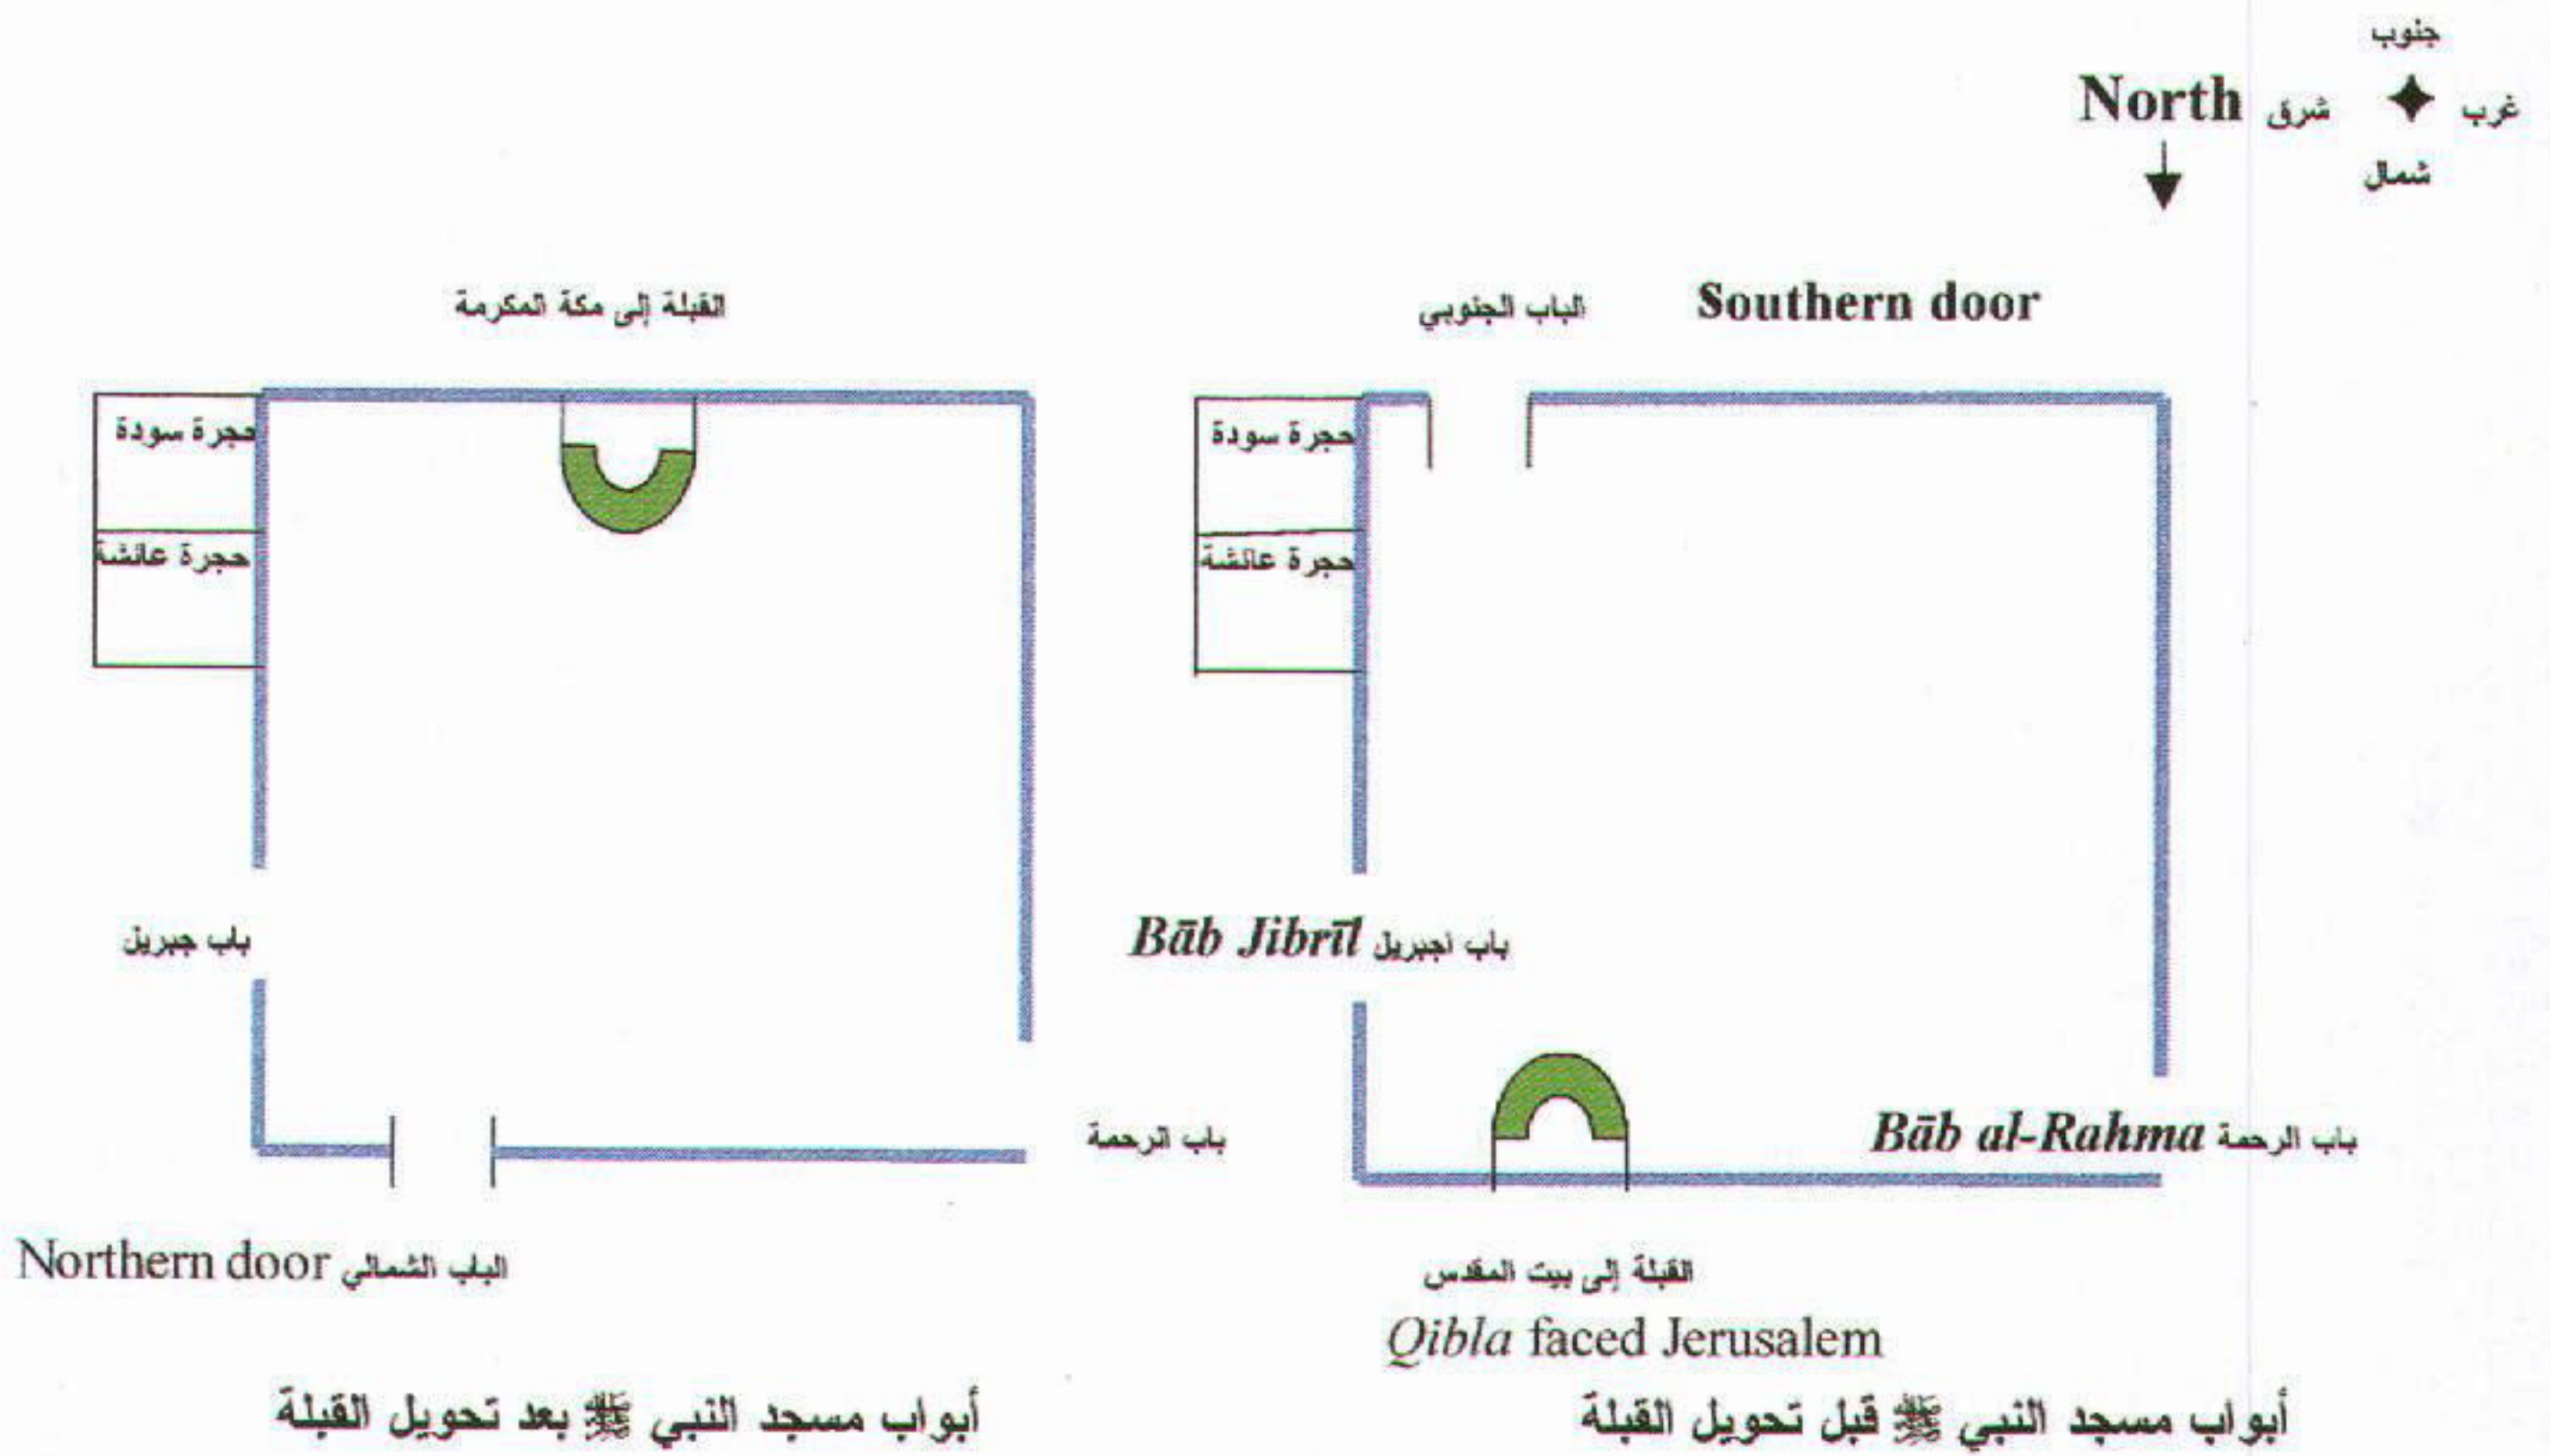 جنوب
North شرق غرب
شمال
القبلة إلى مكة المكرمة
الباب الجنوبي Southern door
حجرة سودة
حجرة سودة
حجرة عائشة
حجرة عائشة
باب جبريل
Bāb Jibrīl باب اجبريل
باب الرحمة
Bāb al-Rahma باب الرحمة
Northern door الباب الشمالي
القبلة إلى بيت المقدس
Qibla faced Jerusalem
أبواب مسجد النبي ﷺ بعد تحويل القبلة
أبواب مسجد النبي ﷺ قبل تحويل القبلة